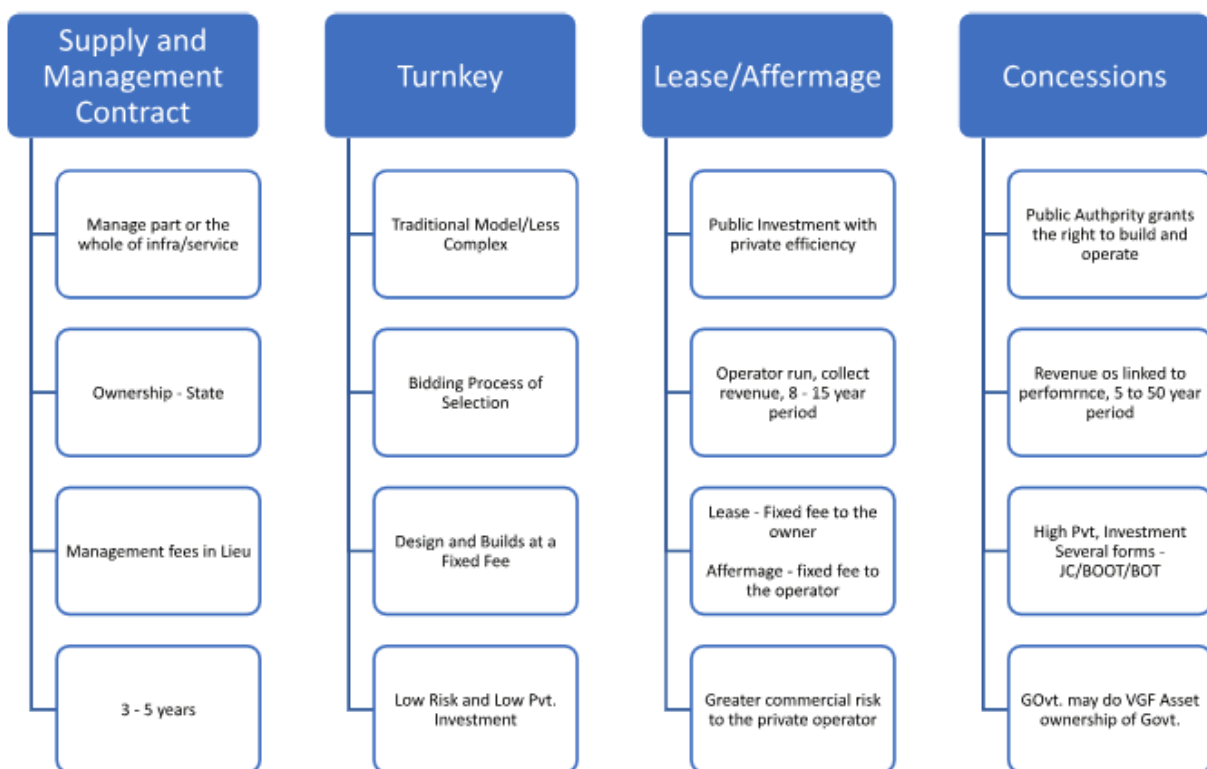 Supply and
Management
Contract
Manage part or the
whole of infra/service
Ownership - State
Management fees in Lieu
3 - 5 years
Turnkey
Traditional Model/Less
Complex
Bidding Process of
Selection
Design and Builds at a
Fixed Fee
Low Risk and Low Pvt.
Investment
Lease/Affermage
Public Investment with
private efficiency
Operator run, collect
revenue, 8 - 15 year
period
Lease - Fixed fee to the
owner
Affermage - fixed fee to
the operator
Greater commercial risk
to the private operator
Concessions
Public Authprity grants
the right to build and
operate
Revenue os linked to
perfomrnce, 5 to 50 year
period
High Pvt, Investment
Several forms -
JC/BOOT/BOT
GOvt. may do VGF Asset
ownership of Govt.